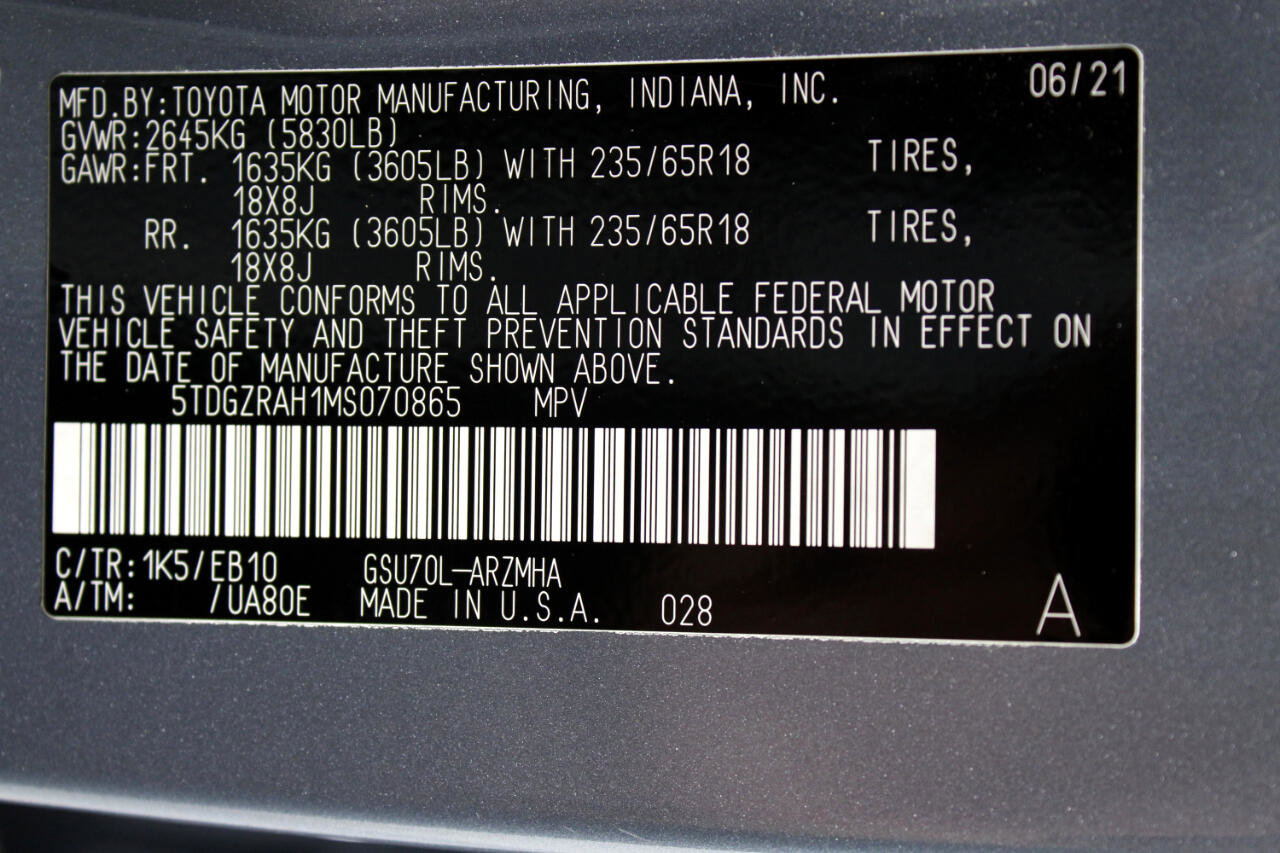 06/21
MFD.BY:TOYOTA MOTOR MANUFACTURING, INDIANA, INC.
GVWR:2645KG (5830LB)
GAWR:FRT. 1635KG (3605LB) WITH 235/65R18 TIRES,
18X8J RIMS.
RR. 1635KG (3605LB) WITH 235/65R18 TIRES,
18X8J RIMS.
THIS VEHICLE CONFORMS TO ALL APPLICABLE FEDERAL MOTOR
VEHICLE SAFETY AND THEFT PREVENTION STANDARDS IN EFFECT ON
THE DATE OF MANUFACTURE SHOWN ABOVE.
5TDGZRAH1MS070865 MPV
C/TR:1K5/EB10 GSU70L-ARZMHA
A/TM: /UA80E MADE IN U.S.A. 028
A